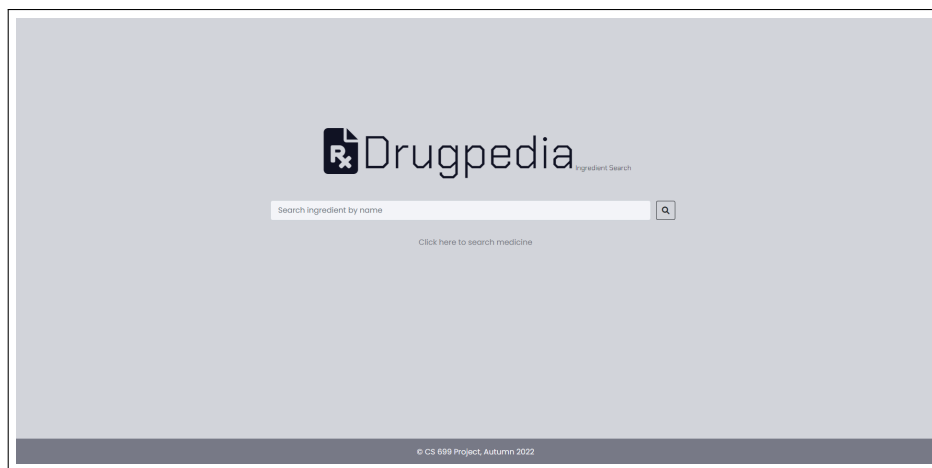 Rx Drugpedia Ingredient Search
Search ingredient by name
Click here to search medicine
© CS 699 Project, Autumn 2022